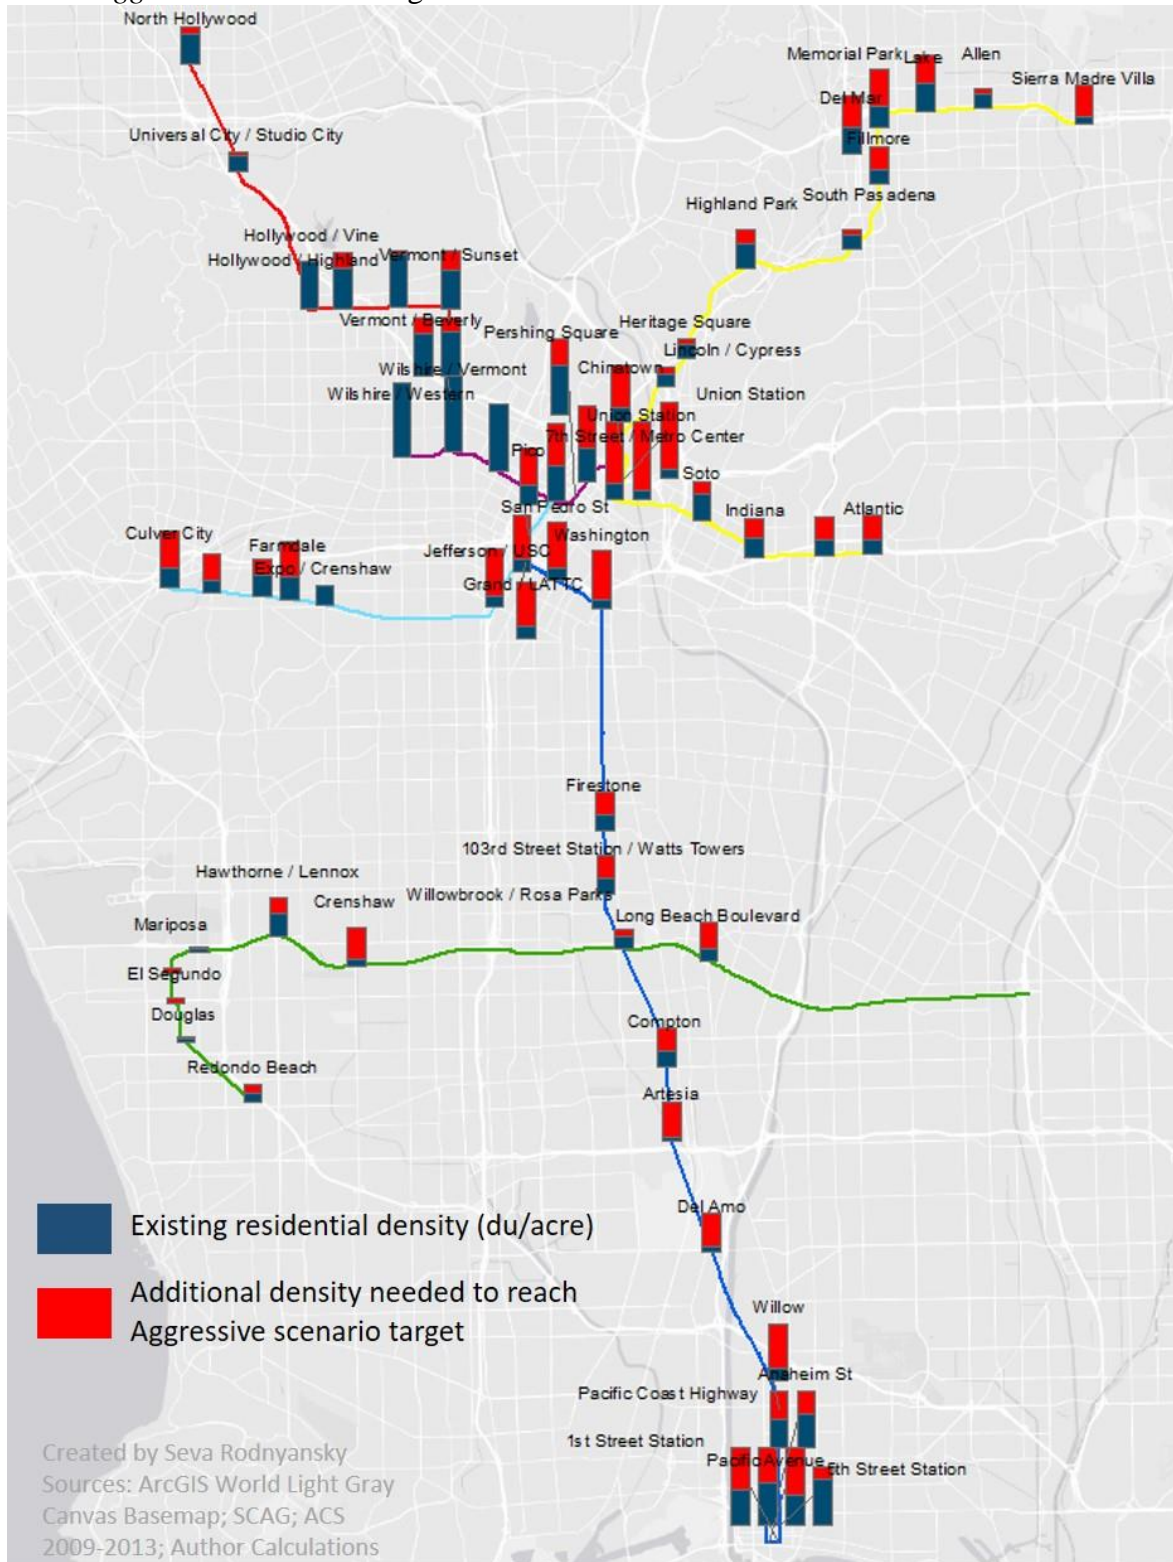 North Hollywood
Memorial Park
Lake
Allen
Sierra Madre Villa
Del Mar
Universal City / Studio City
Fillmore
South Pasadena
Highland Park
Hollywood / Vine
Hollywood / Highland
Vermont / Sunset
Vermont / Beverly
Heritage Square
Pershing Square
Lincoln / Cypress
Chinatown
Wilshire / Vermont
Wilshire / Western
Union Station
Union Station
7th Street / Metro Center
Pico
Soto
San Pedro St
Indiana
Atlantic
Culver City
Washington
Farmdale
Jefferson / USC
Expo / Crenshaw
Grand / LATTC
Firestone
103rd Street Station / Watts Towers
Hawthorne / Lennox
Crenshaw
Willowbrook / Rosa Parks
Long Beach Boulevard
Mariposa
El Segundo
Douglas
Compton
Redondo Beach
Artesia
Del Amo
Existing residential density (du/acre)
Additional density needed to reach
Aggressive scenario target
Willow
Anaheim St
Pacific Coast Highway
1st Street Station
Pacific Avenue
5th Street Station
Created by Seva Rodnyansky
Sources: ArcGIS World Light Gray
Canvas Basemap; SCAG; ACS
2009-2013; Author Calculations